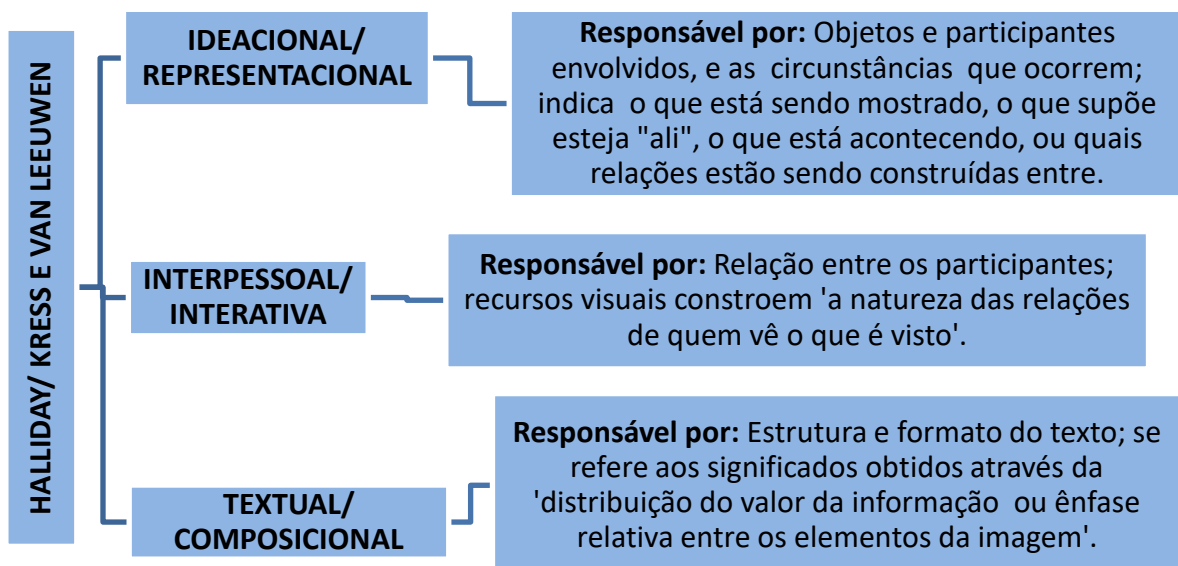 HALLIDAY/ KRESS E VAN LEEUWEN
IDEACIONAL/
REPRESENTACIONAL
Responsável por: Objetos e participantes
envolvidos, e as circunstâncias que ocorrem;
indica o que está sendo mostrado, o que supõe
esteja "ali", o que está acontecendo, ou quais
relações estão sendo construídas entre.
INTERPESSOAL/
INTERATIVA
Responsável por: Relação entre os participantes;
recursos visuais constroem 'a natureza das relações
de quem vê o que é visto'.
TEXTUAL/
COMPOSICIONAL
Responsável por: Estrutura e formato do texto; se
refere aos significados obtidos através da
'distribuição do valor da informação ou ênfase
relativa entre os elementos da imagem'.